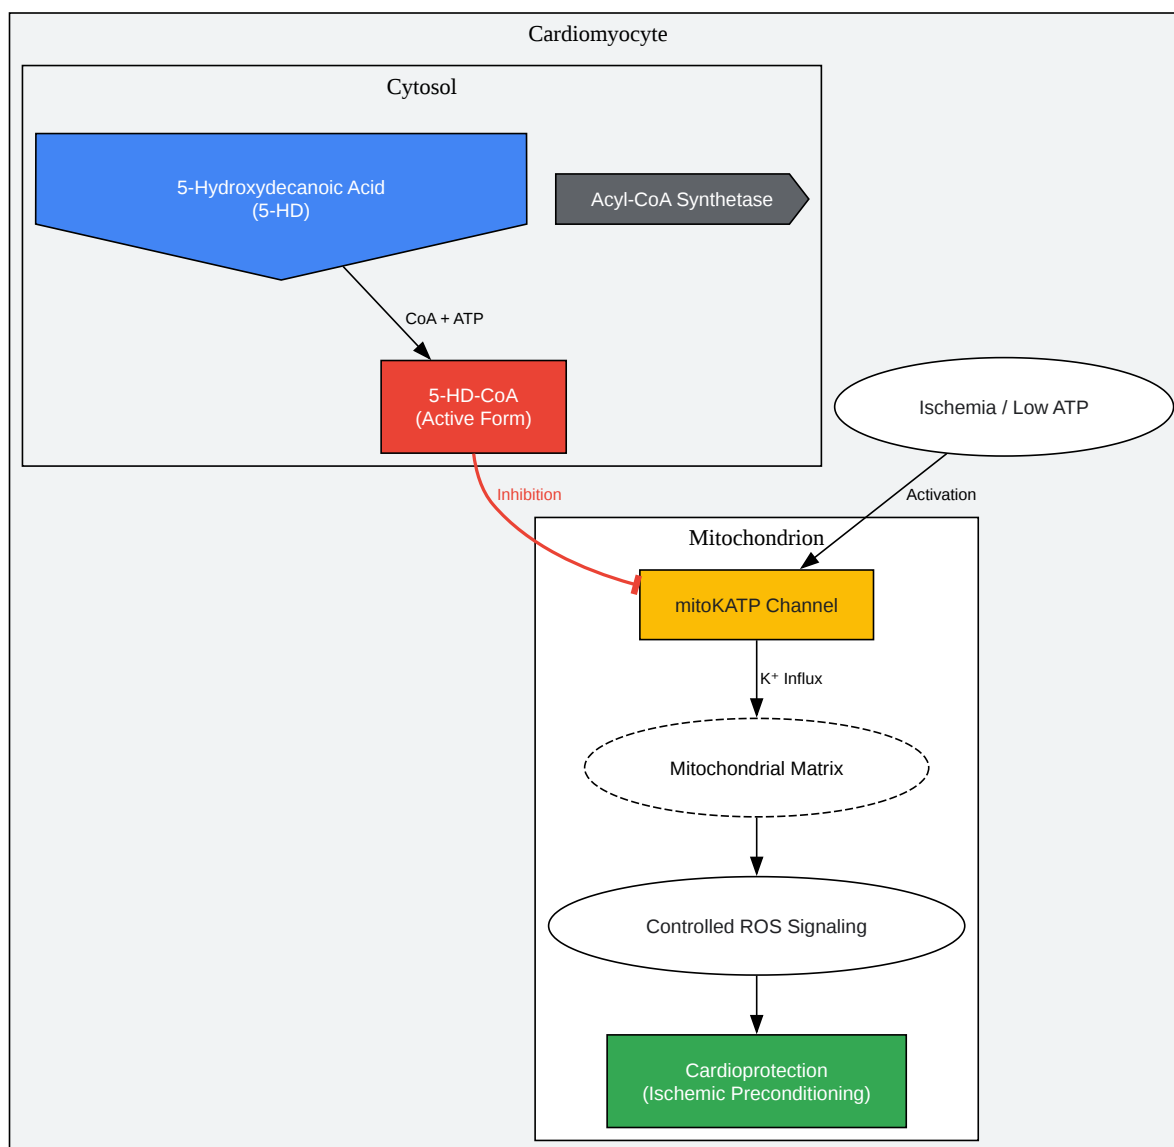 Cardiomyocyte
Cytosol
5-Hydroxydecanoic Acid
(5-HD)
Acyl-CoA Synthetase
CoA + ATP
5-HD-CoA
(Active Form)
Ischemia / Low ATP
Inhibition
Activation
Mitochondrion
mitoKATP Channel
K⁺ Influx
Mitochondrial Matrix
Controlled ROS Signaling
Cardioprotection
(Ischemic Preconditioning)